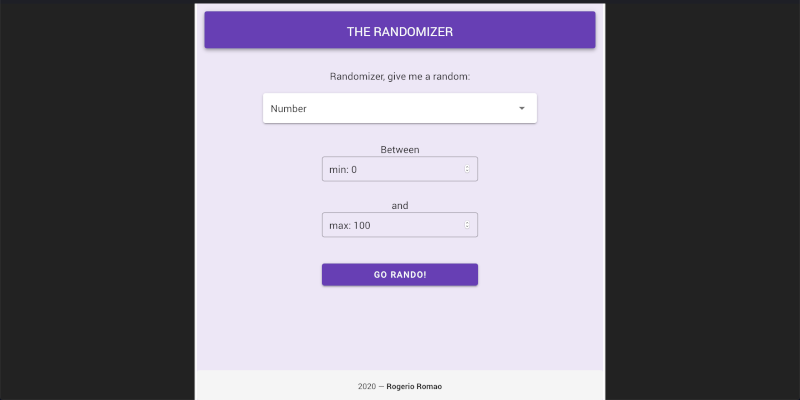 THE RANDOMIZER
Randomizer, give me a random:
Number
Between
min: 0
and
max: 100
GO RANDO!
2020 — Rogerio Romao